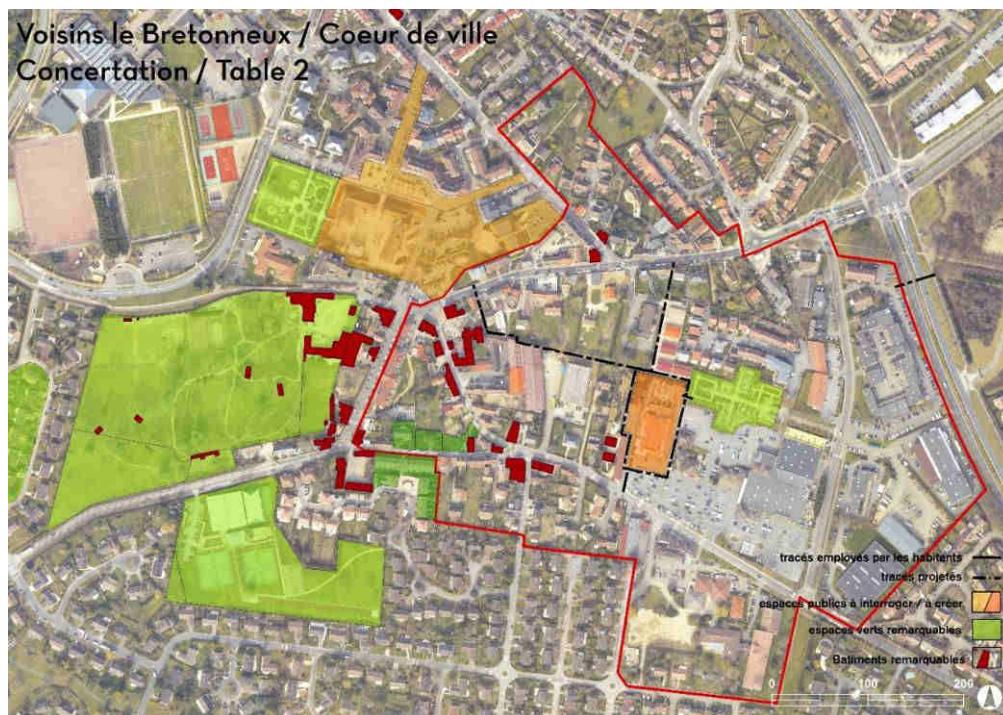 Voisins le Bretonneux / Coeur de ville
Concertation / Table 2
tracés employés par les habitants
tracés projetés
espaces publics à interroger / à créer
espaces verts remarquables
Batiments remarquables
0 100 200